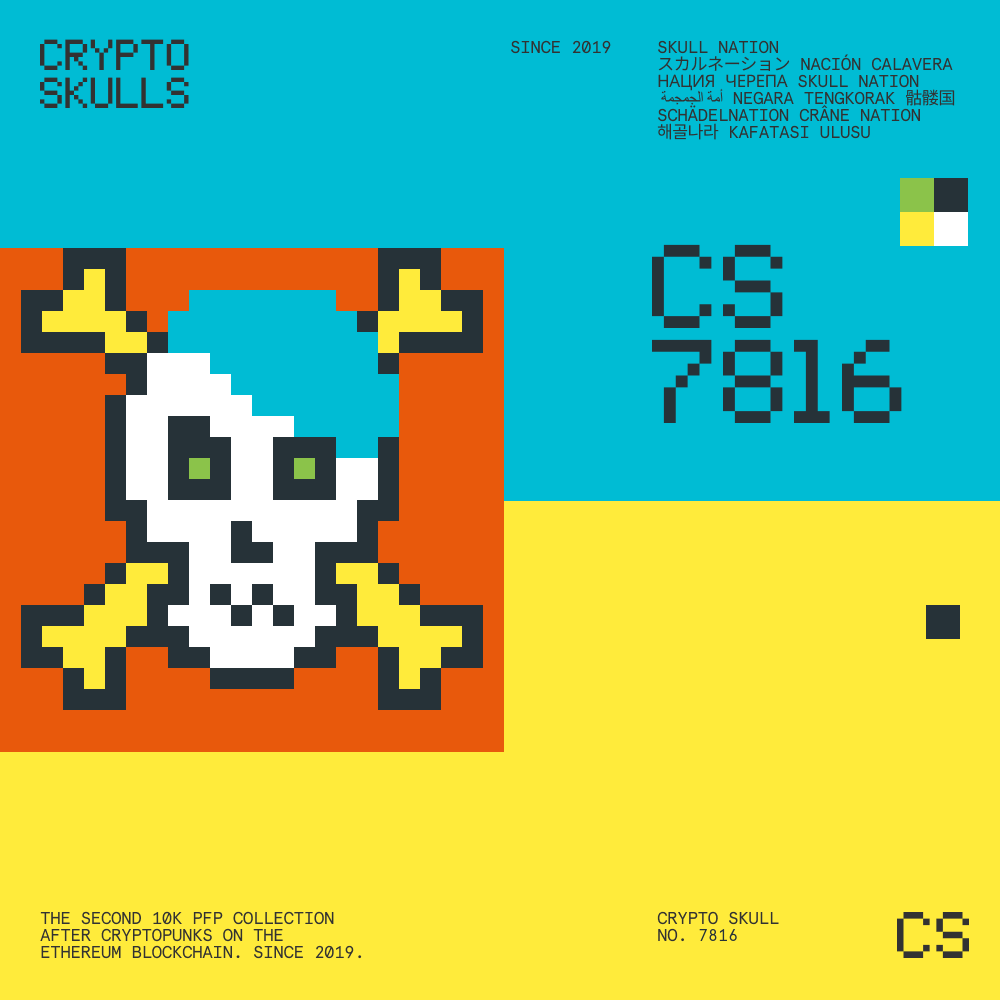 CRYPTO
SKULLS
SINCE 2019
SKULL NATION
スカルネーション NACIÓN CALAVERA
НАЦИЯ ЧЕРЕПА SKULL NATION
أمة الجمجمة NEGARA TENGKORAK 骷髅国
SCHÄDELNATION CRÂNE NATION
해골나라 KAFATASI ULUSU
CS
7816
THE SECOND 10K PFP COLLECTION
AFTER CRYPTOPUNKS ON THE
ETHEREUM BLOCKCHAIN. SINCE 2019.
CRYPTO SKULL
NO. 7816
CS